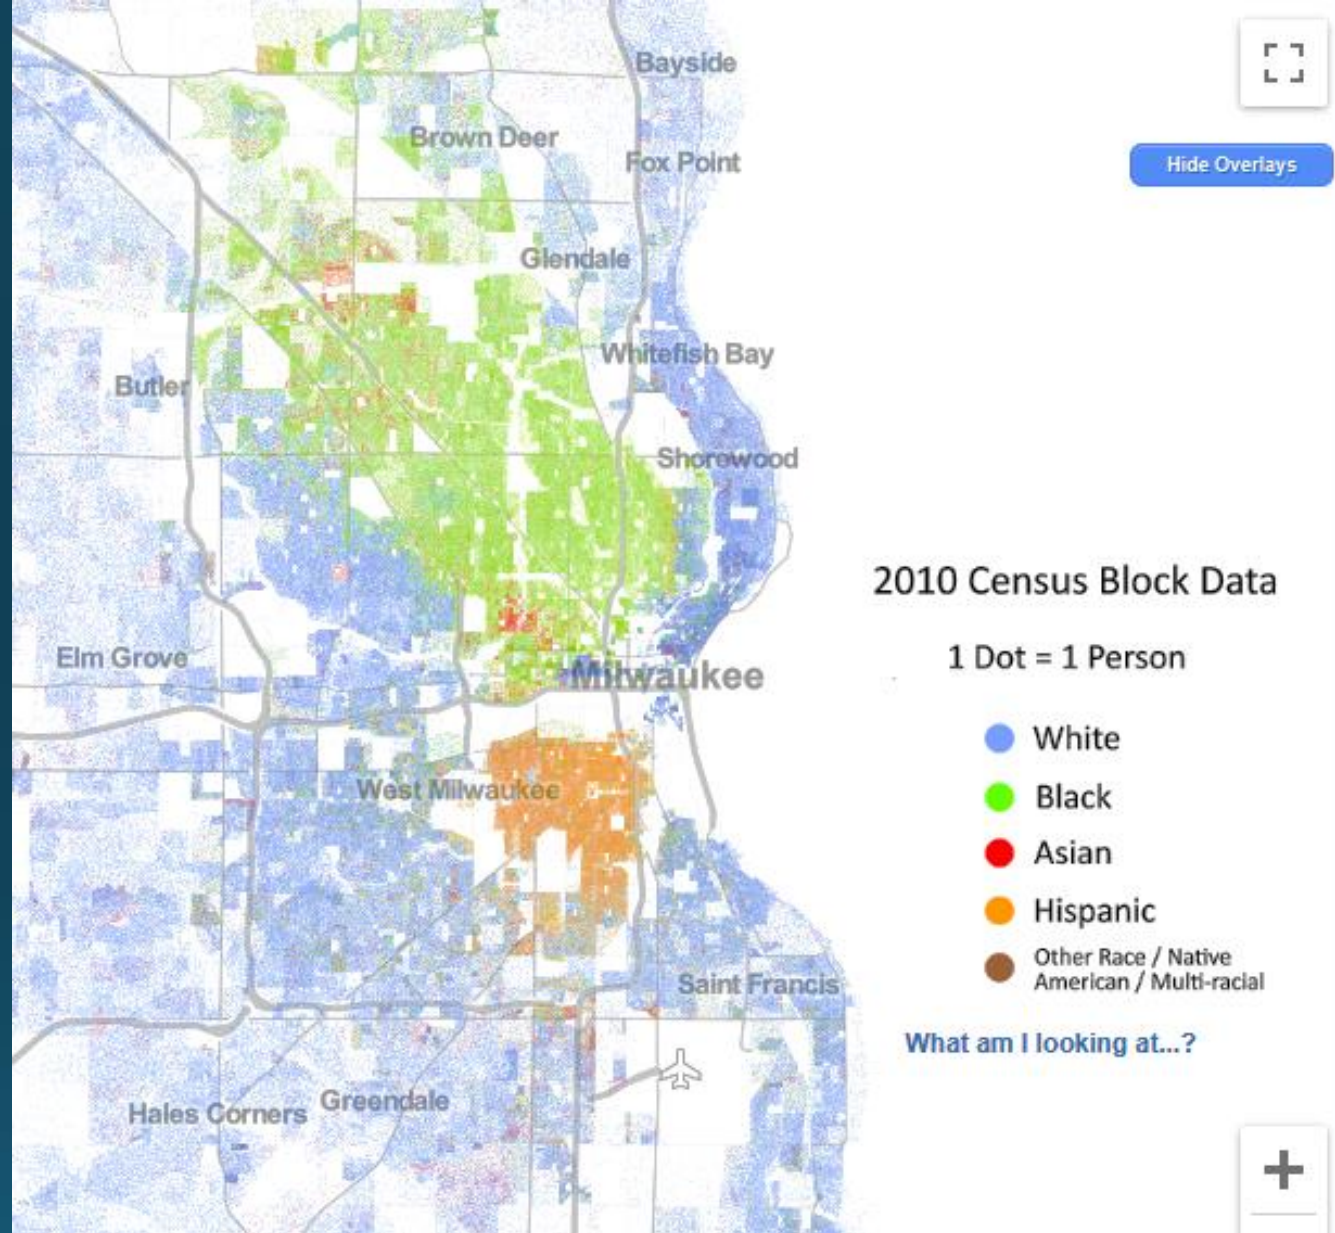 Bayside
Brown Deer
Fox Point
Hide Overlays
Glendale
Whitefish Bay
Butler
Shorewood
2010 Census Block Data
1 Dot = 1 Person
Elm Grove
Milwaukee
White
West Milwaukee
Black
Asian
Hispanic
Other Race / Native
American / Multi-racial
Saint Francis
What am I looking at...?
Hales Corners
Greendale